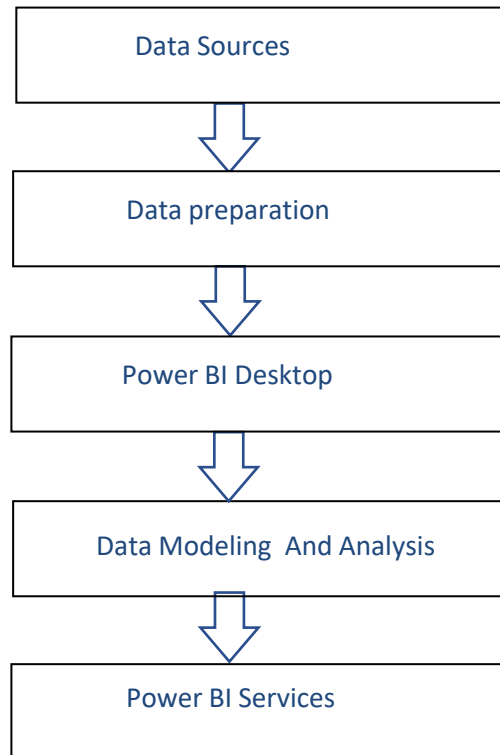 Data Sources
Data preparation
Power BI Desktop
Data Modeling And Analysis
Power BI Services